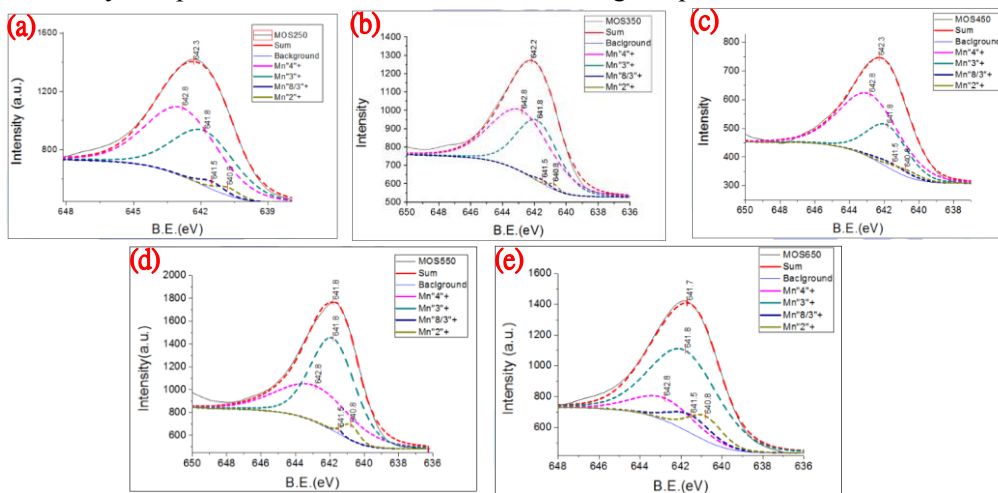 (a)
MOS250
Sum
Background
Mn"4"+
Mn"3"+
Mn"8/3"+
Mn"2"+
642.3
642.8
641.8
641.5
640.8
1400
1200
800
Intensity (a.u.)
648
645
642
639
B.E.(eV)
(b)
MOS350
Sum
Baclground
Mn"4"+
Mn"3"+
Mn"8/3"+
Mn"2"+
642.2
642.8
641.8
641.5
640.8
1400
1300
1200
1100
1000
900
800
700
600
500
Intensity
650
648
646
644
642
640
638
636
B.E.(eV)
(c)
MOS450
Sum
Baclground
Mn"4"+
Mn"3"+
Mn"8/3"+
Mn"2"+
642.3
642.8
641.8
641.5
640.8
800
700
600
500
400
300
Intensity
650
648
646
644
642
640
638
B.E.(eV)
(d)
MOS550
Sum
Baclground
Mn"4"+
Mn"3"+
Mn"8/3"+
Mn"2"+
641.8
641.8
642.8
641.5
640.8
2000
1800
1600
1400
1200
1000
800
600
Intensity(a.u.)
650
648
646
644
642
640
638
636
B.E.(eV)
(e)
MOS650
Sum
Baclground
Mn"4"+
Mn"3"+
Mn"8/3"+
Mn"2"+
641.7
641.8
642.8
641.5
640.8
1600
1400
1200
1000
800
600
Intensity (a.u.)
648
646
644
642
640
638
636
B.E.(eV)